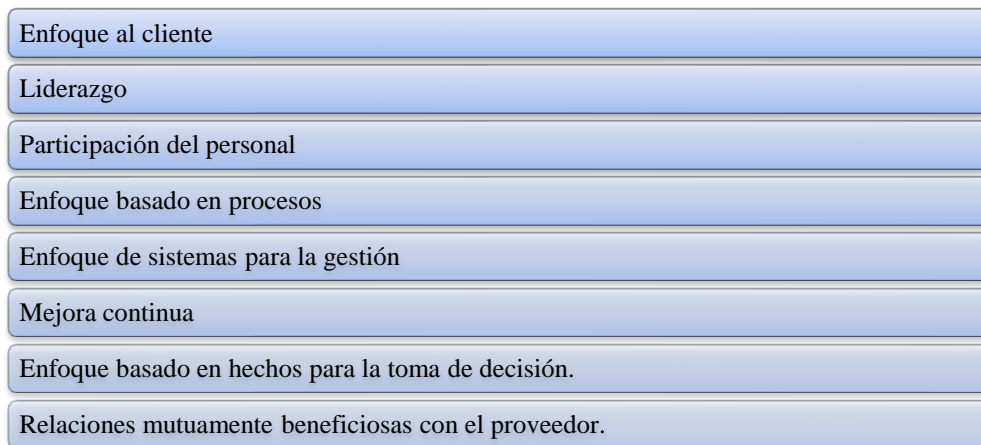 Enfoque al cliente
Liderazgo
Participación del personal
Enfoque basado en procesos
Enfoque de sistemas para la gestión
Mejora continua
Enfoque basado en hechos para la toma de decisión.
Relaciones mutuamente beneficiosas con el proveedor.